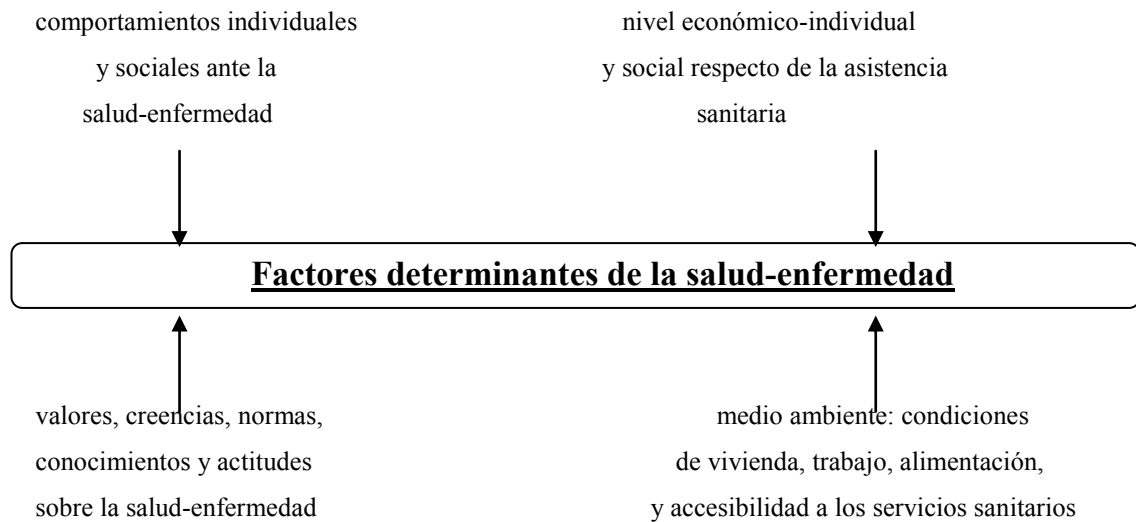 comportamientos individuales
y sociales ante la
salud-enfermedad
nivel económico-individual
y social respecto de la asistencia
sanitaria
Factores determinantes de la salud-enfermedad
valores, creencias, normas,
conocimientos y actitudes
sobre la salud-enfermedad
medio ambiente: condiciones
de vivienda, trabajo, alimentación,
y accesibilidad a los servicios sanitarios